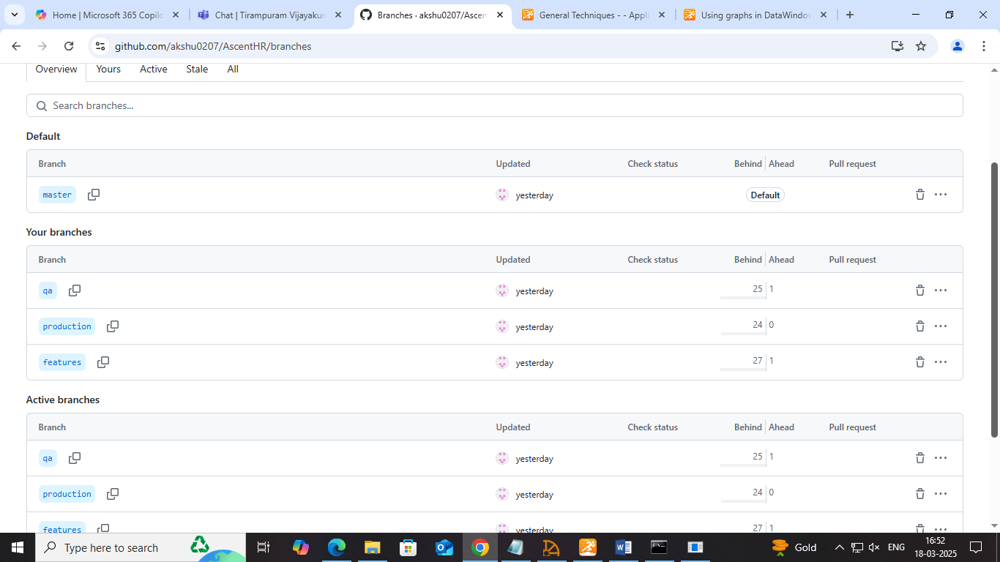 Home | Microsoft 365 Copilo
Chat | Tirampuram Vijayakun
Branches · akshu0207/Ascen
General Techniques - - Appli
Using graphs in DataWindow
github.com/akshu0207/AscentHR/branches
Overview Yours Active Stale All
Search branches...
Default
Branch Updated Check status Behind Ahead Pull request
master yesterday Default
Your branches
Branch Updated Check status Behind Ahead Pull request
qa yesterday 25 1
production yesterday 24 0
features yesterday 27 1
Active branches
Branch Updated Check status Behind Ahead Pull request
qa yesterday 25 1
production yesterday 24 0
features yesterday 27 1
Type here to search
Gold
ENG
16:52
18-03-2025